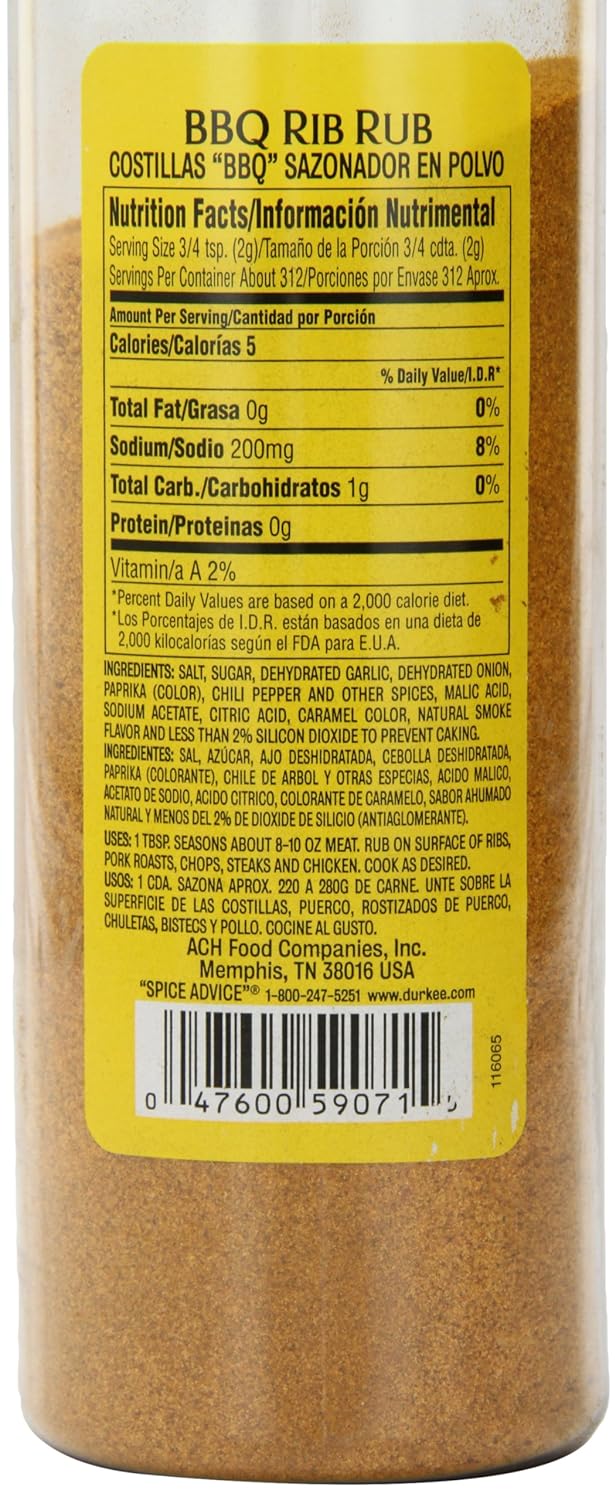 BBQ RIB RUB
COSTILLAS “BBQ” SAZONADOR EN POLVO
Nutrition Facts/Información Nutrimental
Serving Size 3/4 tsp. (2g)/Tamaño de la Porción 3/4 cdta. (2g)
Servings Per Container About 312/Porciones por Envase 312 Aprox.
Amount Per Serving/Cantidad por Porción
Calories/Calorías 5
% Daily Value/I.D.R*
Total Fat/Grasa 0g 0%
Sodium/Sodio 200mg 8%
Total Carb./Carbohidratos 1g 0%
Protein/Proteinas 0g
Vitamin/a A 2%
*Percent Daily Values are based on a 2,000 calorie diet.
*Los Porcentajes de I.D.R. están basados en una dieta de
2,000 kilocalorías según el FDA para E.U.A.
INGREDIENTS: SALT, SUGAR, DEHYDRATED GARLIC, DEHYDRATED ONION,
PAPRIKA (COLOR), CHILI PEPPER AND OTHER SPICES, MALIC ACID,
SODIUM ACETATE, CITRIC ACID, CARAMEL COLOR, NATURAL SMOKE
FLAVOR AND LESS THAN 2% SILICON DIOXIDE TO PREVENT CAKING.
INGREDIENTES: SAL, AZÚCAR, AJO DESHIDRATADA, CEBOLLA DESHIDRATADA,
PAPRIKA (COLORANTE), CHILE DE ARBOL Y OTRAS ESPECIAS, ACIDO MALICO,
ACETATO DE SODIO, ACIDO CITRICO, COLORANTE DE CARAMELO, SABOR AHUMADO
NATURAL Y MENOS DEL 2% DE DIOXIDE DE SILICIO (ANTIAGLOMERANTE).
USES: 1 TBSP. SEASONS ABOUT 8-10 OZ MEAT. RUB ON SURFACE OF RIBS,
PORK ROASTS, CHOPS, STEAKS AND CHICKEN. COOK AS DESIRED.
USOS: 1 CDA. SAZONA APROX. 220 A 280G DE CARNE. UNTE SOBRE LA
SUPERFICIE DE LAS COSTILLAS, PUERCO, ROSTIZADOS DE PUERCO,
CHULETAS, BISTECS Y POLLO. COCINE AL GUSTO.
ACH Food Companies, Inc.
Memphis, TN 38016 USA
“SPICE ADVICE”® 1-800-247-5251 www.durkee.com
116065
0 47600 59071